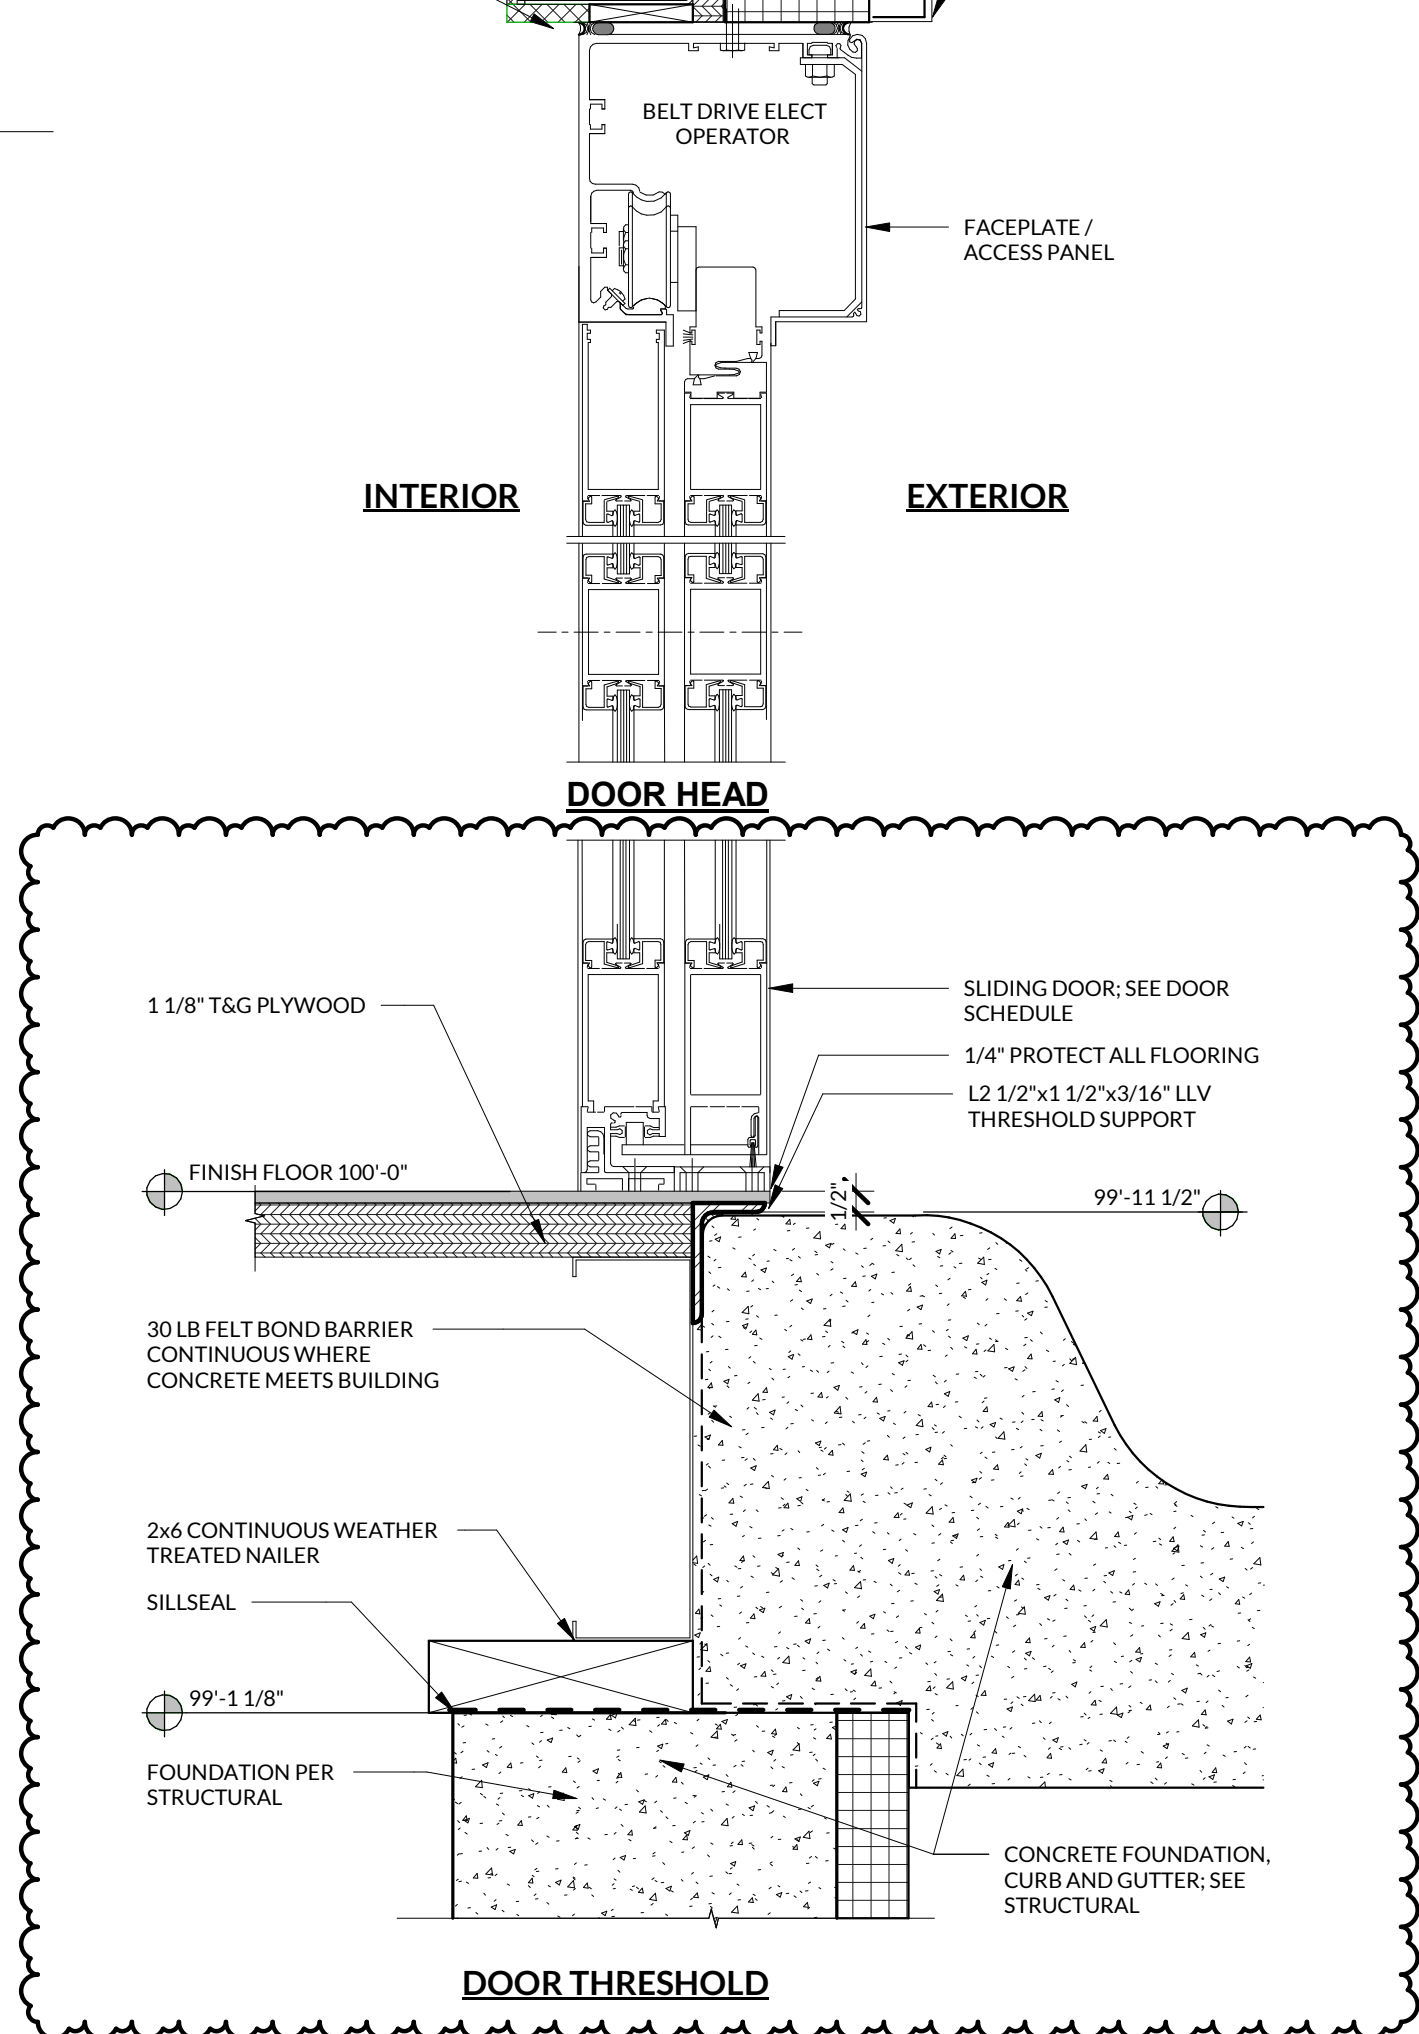 BELT DRIVE ELECT
OPERATOR
FACEPLATE /
ACCESS PANEL
INTERIOR
EXTERIOR
DOOR HEAD
1 1/8" T&G PLYWOOD
SLIDING DOOR; SEE DOOR
SCHEDULE
1/4" PROTECT ALL FLOORING
L2 1/2"x1 1/2"x3/16" LLV
THRESHOLD SUPPORT
FINISH FLOOR 100'-0"
1/2"
99'-11 1/2"
30 LB FELT BOND BARRIER
CONTINUOUS WHERE
CONCRETE MEETS BUILDING
2x6 CONTINUOUS WEATHER
TREATED NAILER
SILLSEAL
99'-1 1/8"
FOUNDATION PER
STRUCTURAL
CONCRETE FOUNDATION,
CURB AND GUTTER; SEE
STRUCTURAL
DOOR THRESHOLD